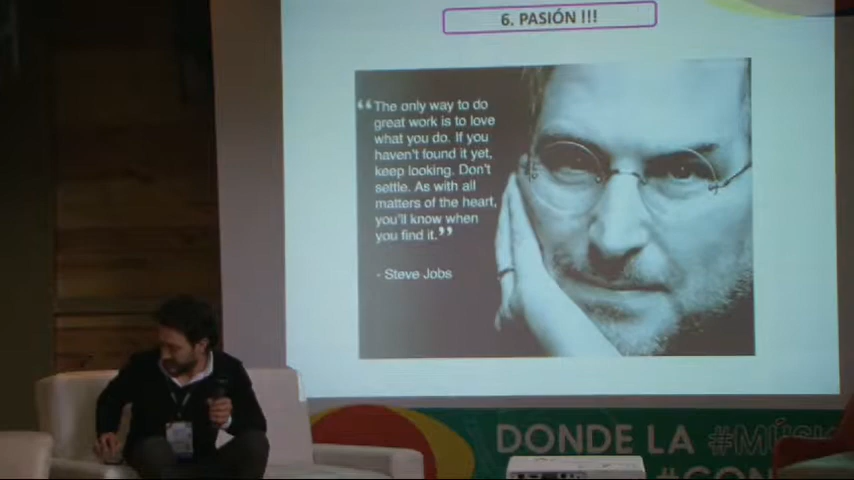 6. PASIÓN !!!
“The only way to do
great work is to love
what you do. If you
haven't found it yet,
keep looking. Don't
settle. As with all
matters of the heart,
you'll know when
you find it.”
- Steve Jobs
DONDE LA